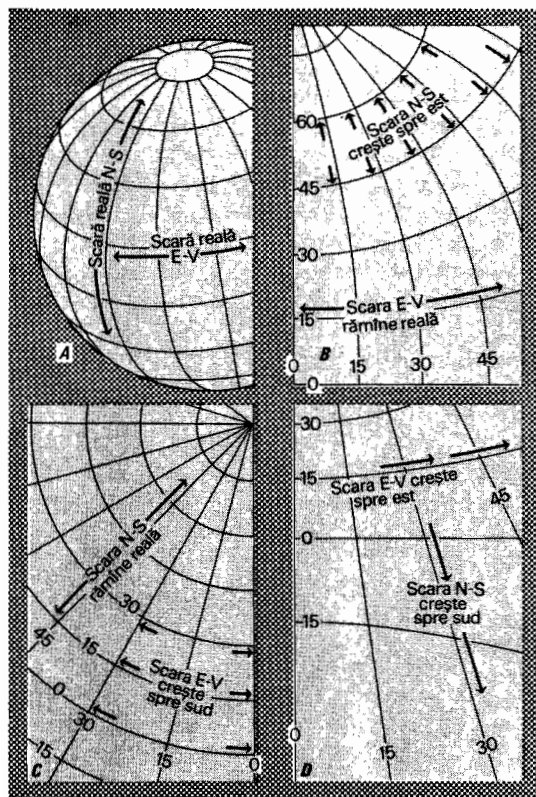 Scară reală N-S
Scară reală
E-V
A
60
Scara N-S
crește spre est
45
30
Scara E-V
rămîne reală
15
0
B
15
30
45
0
Scara N-S
rămîne reală
30
45
15
Scara E-V
crește
spre sud
0
30
15
15
0
C
30
15
Scara E-V crește
spre est
45
0
Scara N-S
crește
spre sud
15
0
D
15
30